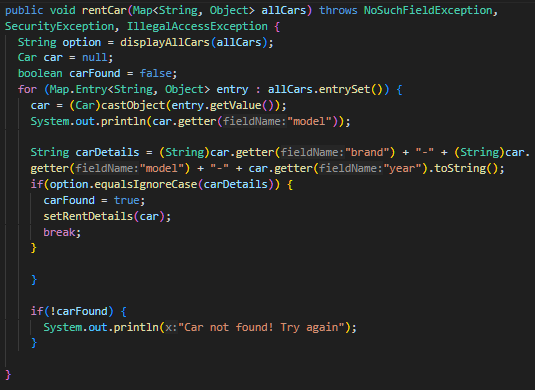 public void rentCar(Map<String, Object> allCars) throws NoSuchFieldException,
SecurityException, IllegalAccessException {
String option = displayAllCars(allCars);
Car car = null;
boolean carFound = false;
for (Map.Entry<String, Object> entry : allCars.entrySet()) {
car = (Car)castObject(entry.getValue());
System.out.println(car.getter(fieldName:"model"));
String carDetails = (String)car.getter(fieldName:"brand") + "-" + (String)car.
getter(fieldName:"model") + "-" + car.getter(fieldName:"year").toString();
if(option.equalsIgnoreCase(carDetails)) {
carFound = true;
setRentDetails(car);
break;
}
}
if(!carFound) {
System.out.println(x:"Car not found! Try again");
}
}